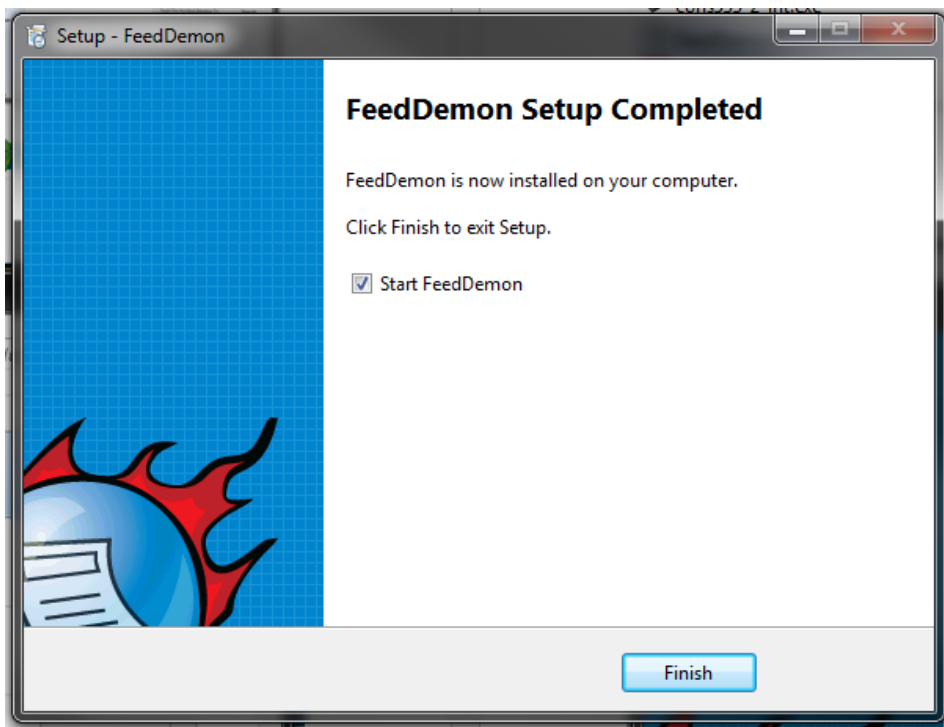 Setup - FeedDemon
FeedDemon Setup Completed
FeedDemon is now installed on your computer.
Click Finish to exit Setup.
Start FeedDemon
Finish